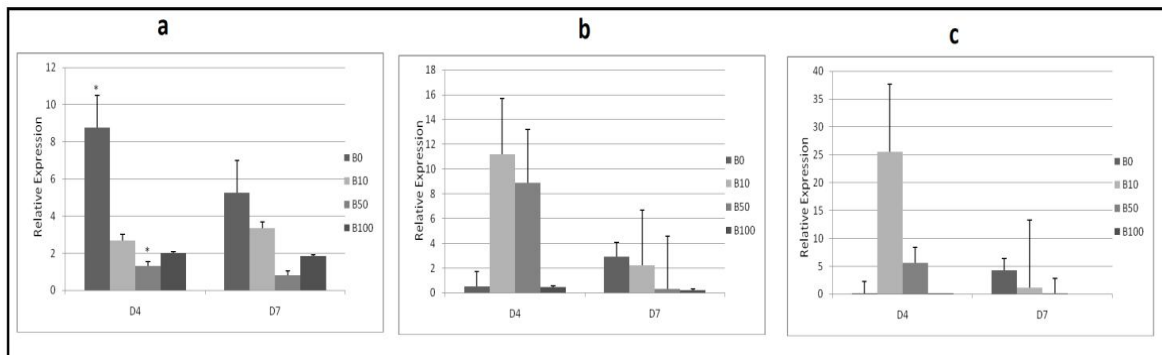 a
12
10
8
6
4
2
0
Relative Expression
*
*
D4
D7
B0
B10
B50
B100
b
18
16
14
12
10
8
6
4
2
0
Relative Expression
D4
D7
B0
B10
B50
B100
c
40
35
30
25
20
15
10
5
0
Relative Expression
D4
D7
B0
B10
B50
B100